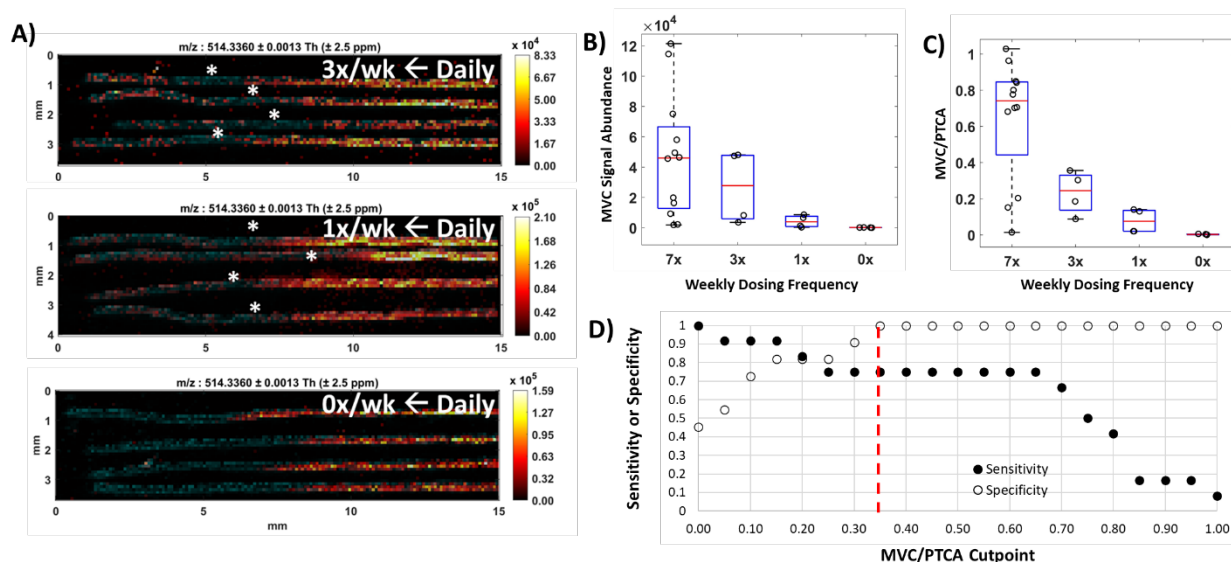 A)
m/z : 514.3360 ± 0.0013 Th (± 2.5 ppm)
x 10⁴
3x/wk ← Daily
*
*
*
*
0
1
2
3
mm
0
5
10
15
8.33
6.67
5.00
3.33
1.67
0.00
m/z : 514.3360 ± 0.0013 Th (± 2.5 ppm)
x 10⁵
1x/wk ← Daily
*
*
*
*
0
1
2
3
4
mm
0
5
10
15
2.10
1.68
1.26
0.84
0.42
0.00
m/z : 514.3360 ± 0.0013 Th (± 2.5 ppm)
x 10⁵
0x/wk ← Daily
0
1
2
3
mm
0
5
mm
10
15
1.59
1.27
0.95
0.63
0.32
0.00
B)
×10⁴
12
10
8
6
4
2
0
MVC Signal Abundance
7x
3x
1x
0x
Weekly Dosing Frequency
C)
1
0.8
0.6
0.4
0.2
0
MVC/PTCA
7x
3x
1x
0x
Weekly Dosing Frequency
D)
1
0.9
0.8
0.7
0.6
0.5
0.4
0.3
0.2
0.1
0
Sensitivity or Specificity
Sensitivity
Specificity
0.00
0.10
0.20
0.30
0.40
0.50
0.60
0.70
0.80
0.90
1.00
MVC/PTCA Cutpoint